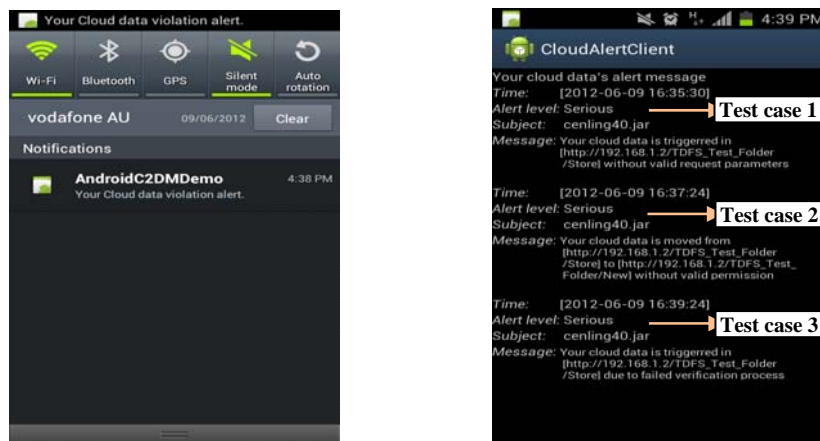 Your Cloud data violation alert.
Wi-Fi
Bluetooth
GPS
Silent
mode
Auto
rotation
vodafone AU
09/06/2012
Clear
Notifications
AndroidC2DMDemo
4:38 PM
Your Cloud data violation alert.
H+
4:39 PM
CloudAlertClient
Your cloud data's alert message
Time: [2012-06-09 16:35:30]
Alert level: Serious
Test case 1
Subject: cenling40.jar
Message: Your cloud data is triggerred in
[http://192.168.1.2/TDFS_Test_Folder
/Store] without valid request parameters
Time: [2012-06-09 16:37:24]
Alert level: Serious
Test case 2
Subject: cenling40.jar
Message: Your cloud data is moved from
[http://192.168.1.2/TDFS_Test_Folder
/Store] to [http://192.168.1.2/TDFS_Test_
Folder/New] without valid permission
Time: [2012-06-09 16:39:24]
Alert level: Serious
Test case 3
Subject: cenling40.jar
Message: Your cloud data is triggerred in
[http://192.168.1.2/TDFS_Test_Folder
/Store] due to failed verification process